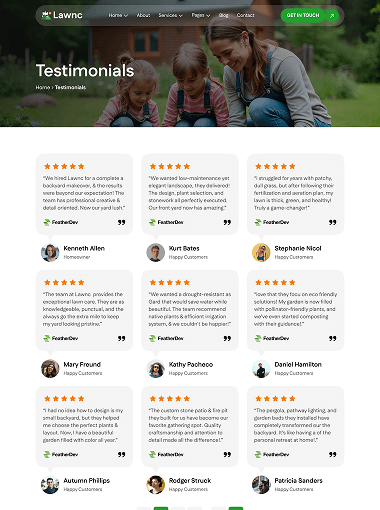 Lawnc
Home About Services Pages Blog Contact
GET IN TOUCH
Testimonials
Home › Testimonials
"We hired Lawnc for a complete a
backyard makeover, & the results
were beyond our expectation! The
team has professional creative &
detail oriented. Now our yard lush."
FeatherDev
Kenneth Allen
Homeowner
"We wanted low-maintenance yet
elegant landscape, they delivered!
The design, plant selection, and
stonework all perfectly executed.
Our front yard now has amazing."
FeatherDev
Kurt Bates
Happy Customers
"I struggled for years with patchy,
dull grass, but after following their
fertilization and aeration plan, my
lawn is thick, green, and healthy!
Truly a game-changer!"
FeatherDev
Stephanie Nicol
Happy Customers
"The team at Lawnc provides the
exceptional lawn care. They are as
knowledgeable, punctual, and the
always go the extra mile to keep
my yard looking pristine."
FeatherDev
Mary Freund
Happy Customers
"We wanted a drought-resistant as
Gard that would save water while
beautiful. The team recommend
native plants & efficient irrigation
system, & we couldn't be happier!"
FeatherDev
Kathy Pacheco
Happy Customers
"love that they focu on eco friendly
solutions! My garden is now filled
with pollinator-friendly plants, and
we've ever started composting
with their guidence!."
FeatherDev
Daniel Hamilton
Happy Customers
"I had no idea how to design is my
small backyard, but they helped
me choose the perfect plants &
layout. Now, I have a beautiful
garden filled with color all year."
FeatherDev
Autumn Phillips
Happy Customers
"The custom stone patio & fire pit
they built for us have become our
favorite gathering spot. Quality
craftsmanship and attention to
detail made all the difference!."
FeatherDev
Rodger Struck
Happy Customers
"The pergola, pathway lighting, and
garden beds they installed have
completely transformed our the
backyard. It's like having a of the
personal retreat at home!."
FeatherDev
Patricia Sanders
Happy Customers